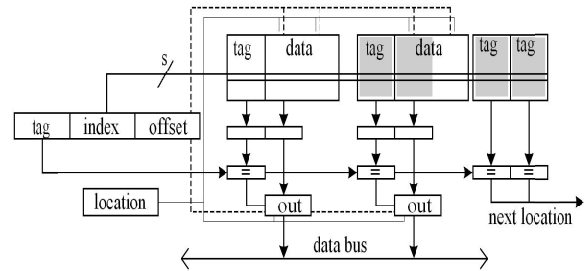 tag data tag data tag tag
s
tag index offset
= = = =
location out out
next location
data bus